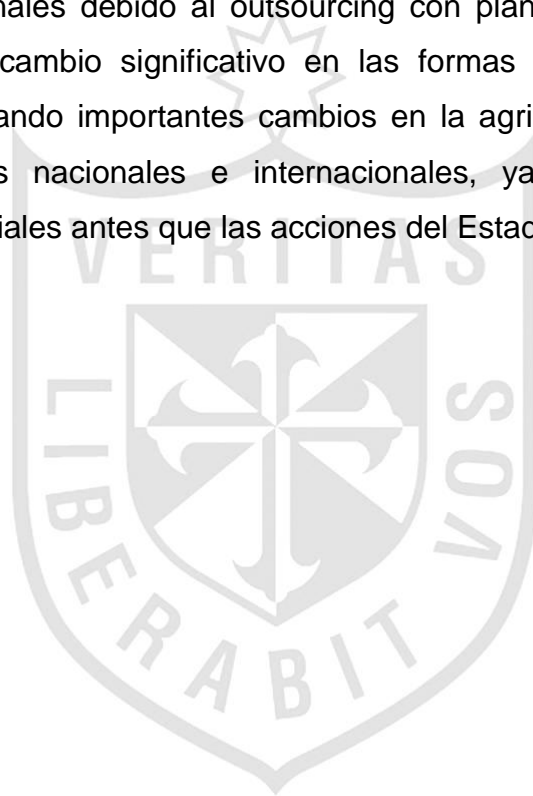 nales debido al outsourcing con plan
cambio significativo en las formas
ando importantes cambios en la agri
s nacionales e internacionales, ya
iales antes que las acciones del Estad
VERITAS
LIBERABIT
VOS